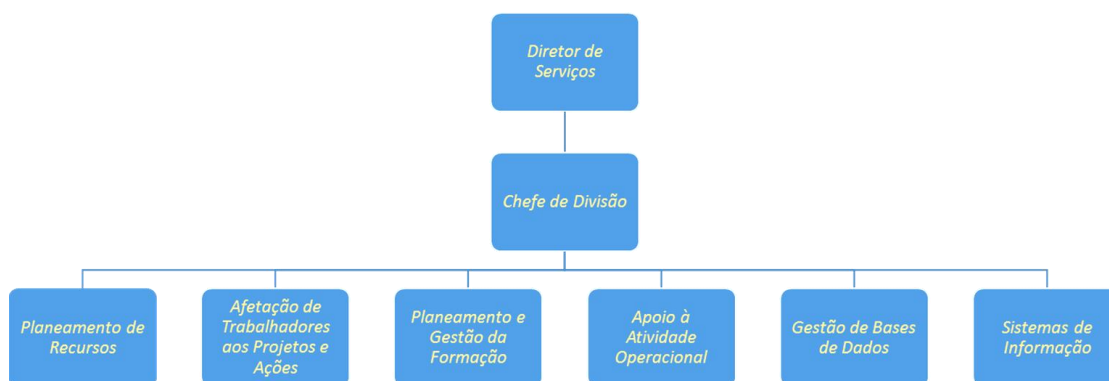 Diretor de
Serviços
Chefe de Divisão
Planeamento de
Recursos
Afetação de
Trabalhadores
aos Projetos e
Ações
Planeamento e
Gestão da
Formação
Apoio à
Atividade
Operacional
Gestão de Bases
de Dados
Sistemas de
Informação